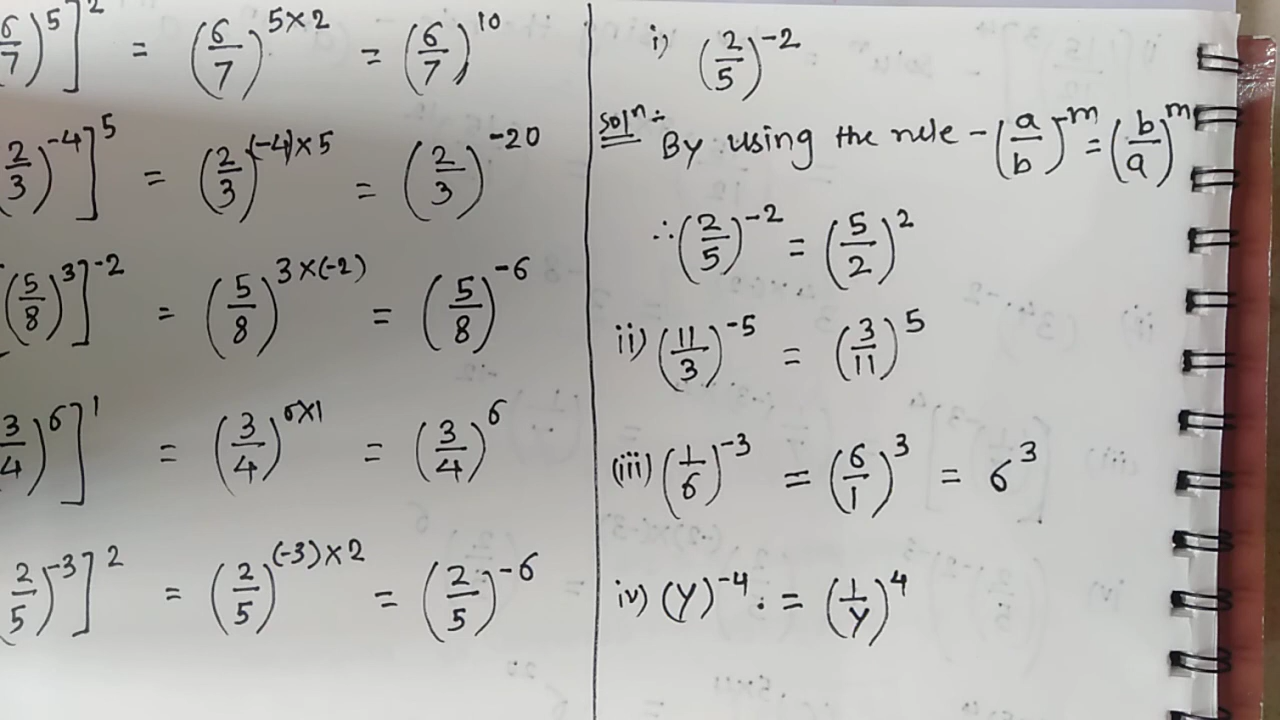 (6/7)^5]^2 = (6/7)^(5×2) = (6/7)^10
(2/3)^-4]^5 = (2/3)^((-4)×5) = (2/3)^-20
[(5/8)^3]^-2 = (5/8)^(3×(-2)) = (5/8)^-6
(3/4)^6]^1 = (3/4)^(6×1) = (3/4)^6
(2/5)^-3]^2 = (2/5)^((-3)×2) = (2/5)^-6
i) (2/5)^-2
Solⁿ:- By using the rule - (a/b)^-m = (b/a)^m
∴ (2/5)^-2 = (5/2)^2
ii) (11/3)^-5 = (3/11)^5
(iii) (1/6)^-3 = (6/1)^3 = 6^3
iv) (y)^-4 = (1/y)^4